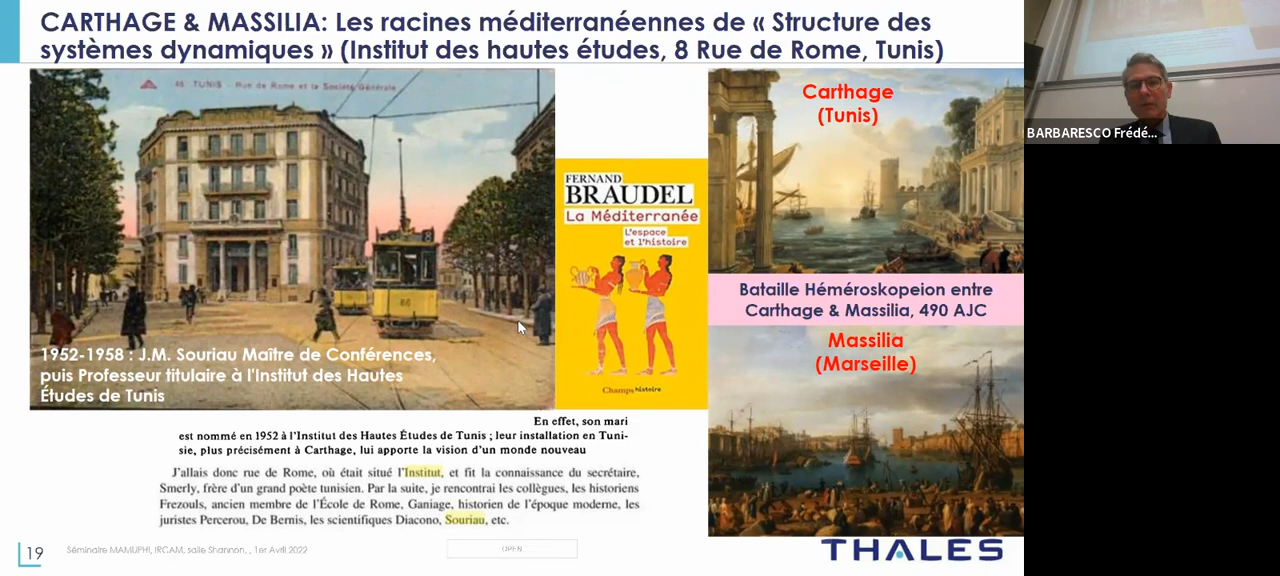 CARTHAGE & MASSILIA: Les racines méditerranéennes de « Structure des
systèmes dynamiques » (Institut des hautes études, 8 Rue de Rome, Tunis)
46 TUNIS - Rue de Rome et la Société Générale
1952-1958 : J.M. Souriau Maître de Conférences,
puis Professeur titulaire à l'Institut des Hautes
Études de Tunis
FERNAND
BRAUDEL
La Méditerranée
L'espace
et l'histoire
Champs histoire
Carthage
(Tunis)
Bataille Héméroskopeion entre
Carthage & Massilia, 490 AJC
Massilia
(Marseille)
BARBARESCO Frédé...
En effet, son mari
est nommé en 1952 à l'Institut des Hautes Études de Tunis ; leur installation en Tuni-
sie, plus précisément à Carthage, lui apporte la vision d'un monde nouveau
J'allais donc rue de Rome, où était situé l'Institut, et fit la connaissance du secrétaire,
Smerly, frère d'un grand poète tunisien. Par la suite, je rencontrai les collègues, les historiens
Frezouls, ancien membre de l'École de Rome, Ganiage, historien de l'époque moderne, les
juristes Percerou, De Bernis, les scientifiques Diacono, Souriau, etc.
19
Séminaire MAMUPHI, IRCAM, salle Shannon, , 1er Avril 2022
OPEN
THALES